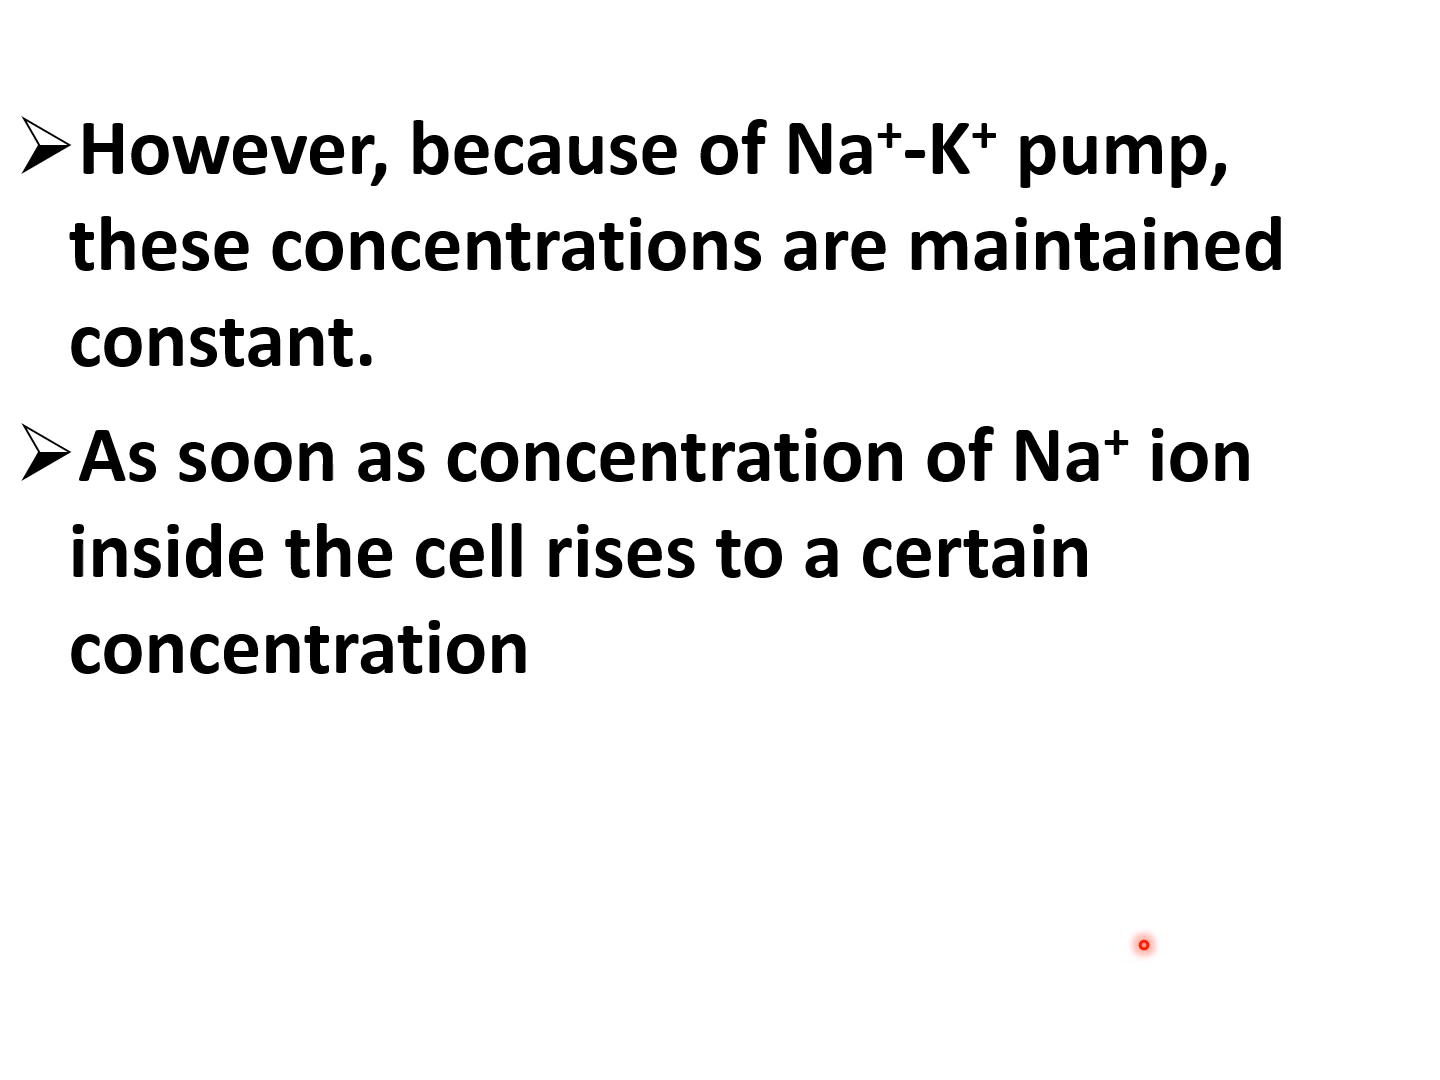 ➢However, because of Na⁺-K⁺ pump,
these concentrations are maintained
constant.
➢As soon as concentration of Na⁺ ion
inside the cell rises to a certain
concentration